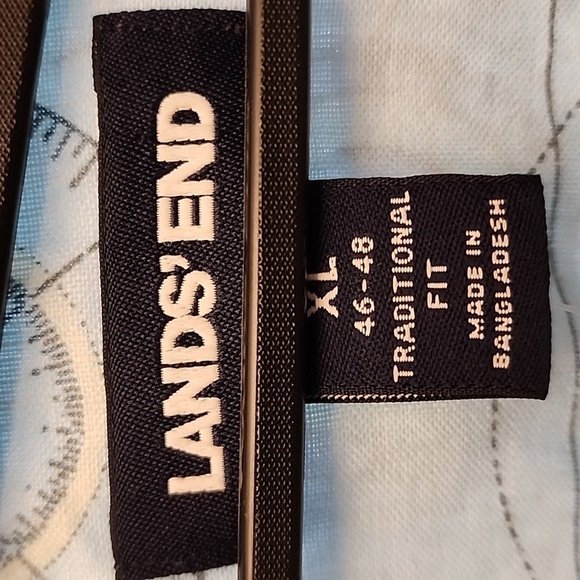 LANDS' END
XL
46-48
TRADITIONAL
FIT
MADE IN
BANGLADESH